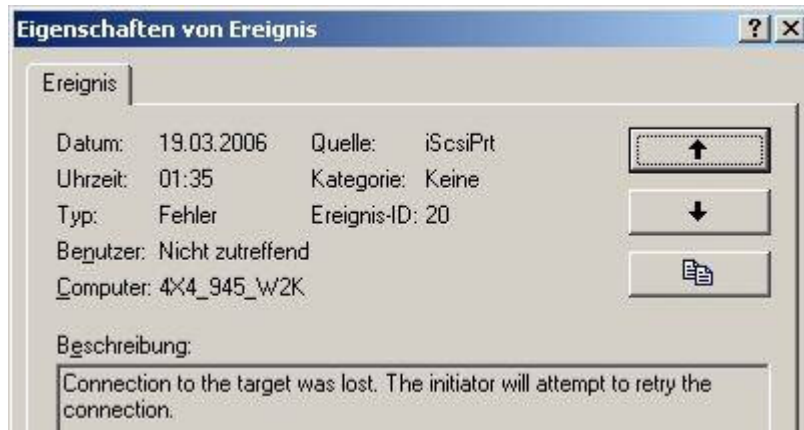 Eigenschaften von Ereignis
Ereignis
Datum: 19.03.2006 Quelle: iScsiPrt
Uhrzeit: 01:35 Kategorie: Keine
Typ: Fehler Ereignis-ID: 20
Benutzer: Nicht zutreffend
Computer: 4X4_945_W2K
Beschreibung:
Connection to the target was lost. The initiator will attempt to retry the
connection.